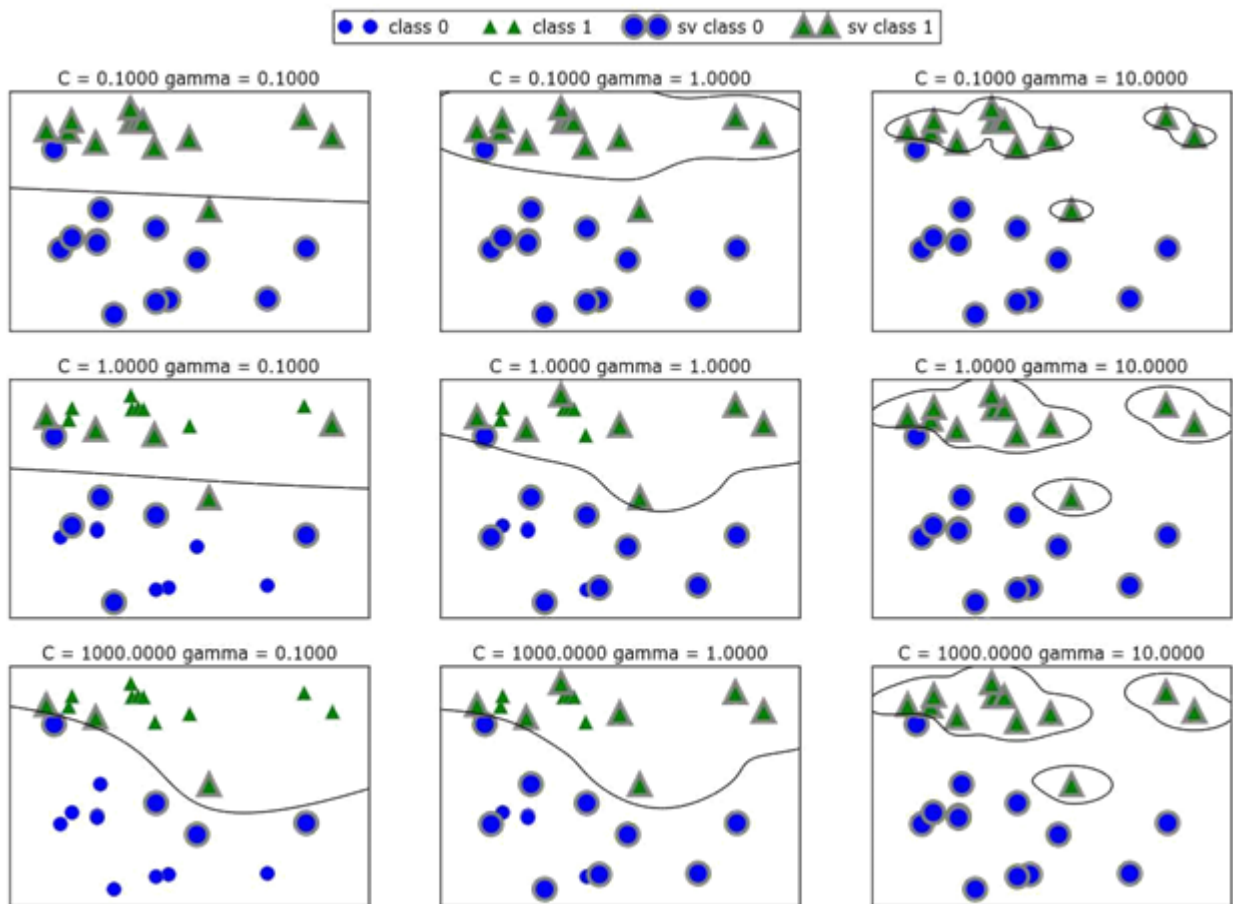 class 0 class 1 sv class 0 sv class 1
C = 0.1000 gamma = 0.1000
C = 0.1000 gamma = 1.0000
C = 0.1000 gamma = 10.0000
C = 1.0000 gamma = 0.1000
C = 1.0000 gamma = 1.0000
C = 1.0000 gamma = 10.0000
C = 1000.0000 gamma = 0.1000
C = 1000.0000 gamma = 1.0000
C = 1000.0000 gamma = 10.0000